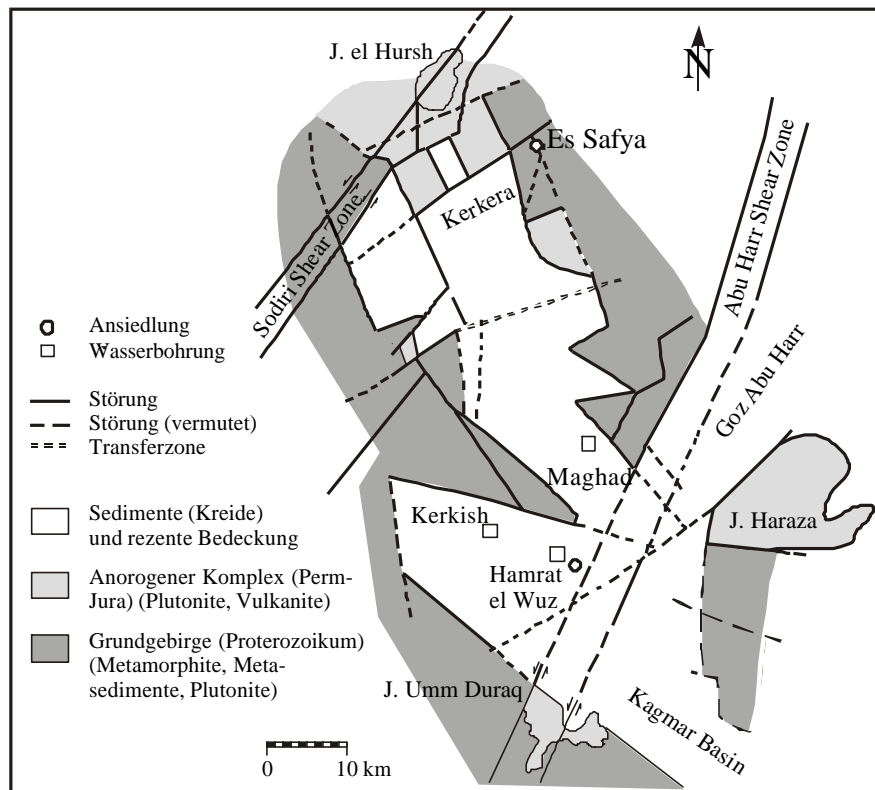 J. el Hursh
N
Es Safya
Kerkera
Sodiri Shear Zone
Abu Harr Shear Zone
Goz Abu Harr
Ansiedlung
Wasserbohrung
Störung
Störung (vermutet)
Transferzone
Maghad
Kerkish
J. Haraza
Sedimente (Kreide)
und rezente Bedeckung
Hamrat
el Wuz
Anorogener Komplex (Perm-
Jura) (Plutonite, Vulkanite)
Grundgebirge (Proterozoikum)
(Metamorphite, Meta-
sedimente, Plutonite)
J. Umm Duraq
Kagmar Basin
0 10 km